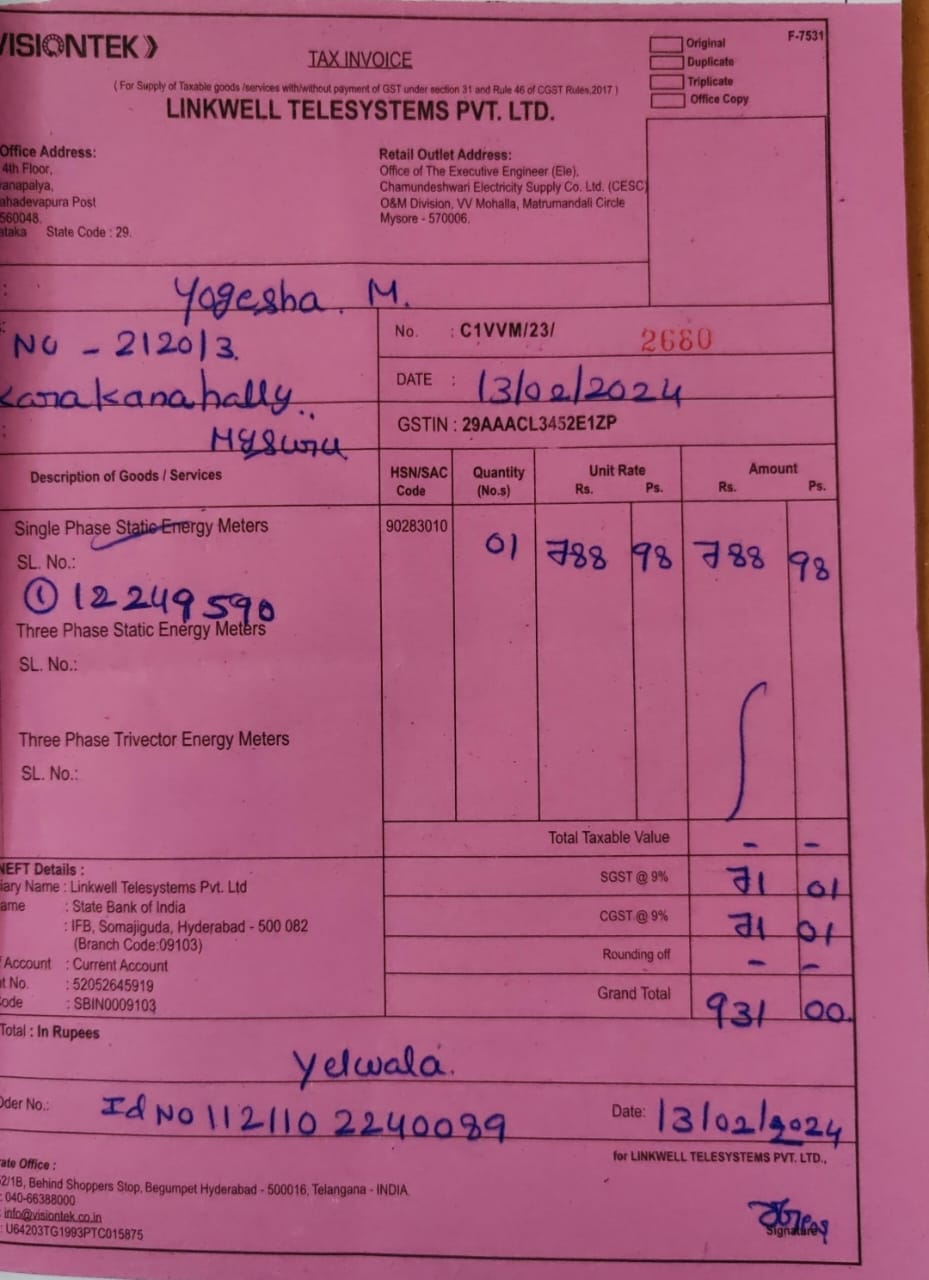 VISIONTEK
TAX INVOICE
Original
Duplicate
Triplicate
Office Copy
F-7531
( For Supply of Taxable goods /services with/without payment of GST under section 31 and Rule 46 of CGST Rules,2017 )
LINKWELL TELESYSTEMS PVT. LTD.
Office Address:
4th Floor,
anapalya,
ahadevapura Post
560048.
ataka State Code : 29.
Retail Outlet Address:
Office of The Executive Engineer (Ele),
Chamundeshwari Electricity Supply Co. Ltd. (CESC)
O&M Division, VV Mohalla, Matrumandali Circle
Mysore - 570006.
: Yogesha. M.
: No - 2120/3.
Karakanahally..
: Mysuru
No. : C1VVM/23/ 2680
DATE : 13/02/2024
GSTIN : 29AAACL3452E1ZP
Description of Goods / Services HSN/SAC Code Quantity (No.s) Unit Rate Rs. Ps. Amount Rs. Ps.
Single Phase Static Energy Meters 90283010 01 788 98 788 98
SL. No.:
① 12249590
Three Phase Static Energy Meters
SL. No.:
Three Phase Trivector Energy Meters
SL. No.:
Total Taxable Value - -
SGST @ 9% 71 01
CGST @ 9% 71 01
Rounding off - -
Grand Total 931 00.
NEFT Details :
iary Name : Linkwell Telesystems Pvt. Ltd
ame : State Bank of India
: IFB, Somajiguda, Hyderabad - 500 082
(Branch Code:09103)
Account : Current Account
t No. : 52052645919
ode : SBIN0009103
Total : In Rupees
Yelwala.
der No.: Id No 112110 2240089
Date: 13/02/2024
for LINKWELL TELESYSTEMS PVT. LTD.,
ate Office :
2/1B, Behind Shoppers Stop, Begumpet Hyderabad - 500016, Telangana - INDIA
: 040-66388000
: info@visiontek.co.in
: U64203TG1993PTC015875
Signature